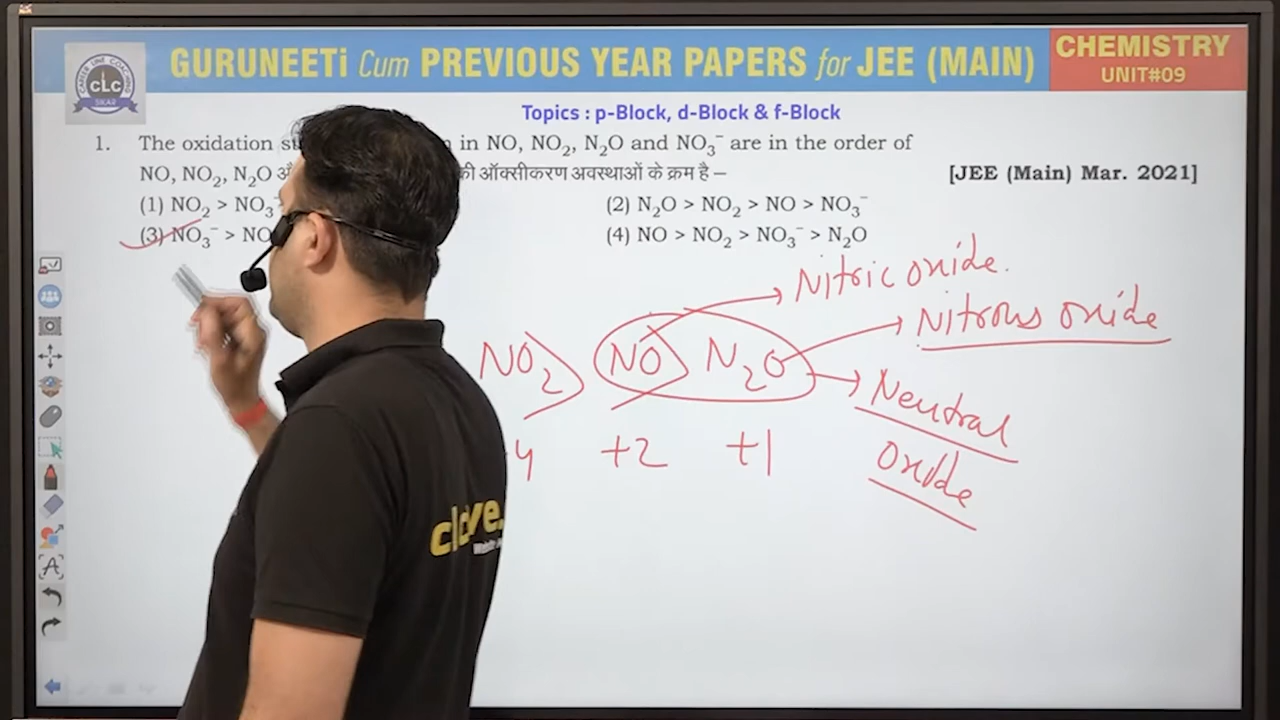 GURUNEETi Cum PREVIOUS YEAR PAPERS for JEE (MAIN)
CHEMISTRY
UNIT#09
CLC
SIKAR
Topics : p-Block, d-Block & f-Block
1. The oxidation in NO, NO₂, N₂O and NO₃⁻ are in the order of
NO, NO₂, N₂O की ऑक्सीकरण अवस्थाओं के क्रम है –
[JEE (Main) Mar. 2021]
(1) NO₂ > NO₃
(2) N₂O > NO₂ > NO > NO₃⁻
(3) NO₃⁻ > NO
(4) NO > NO₂ > NO₃⁻ > N₂O
Nitric oxide.
Nitrous oxide
NO₂ NO N₂O
Neutral
oxide
4 +2 +1